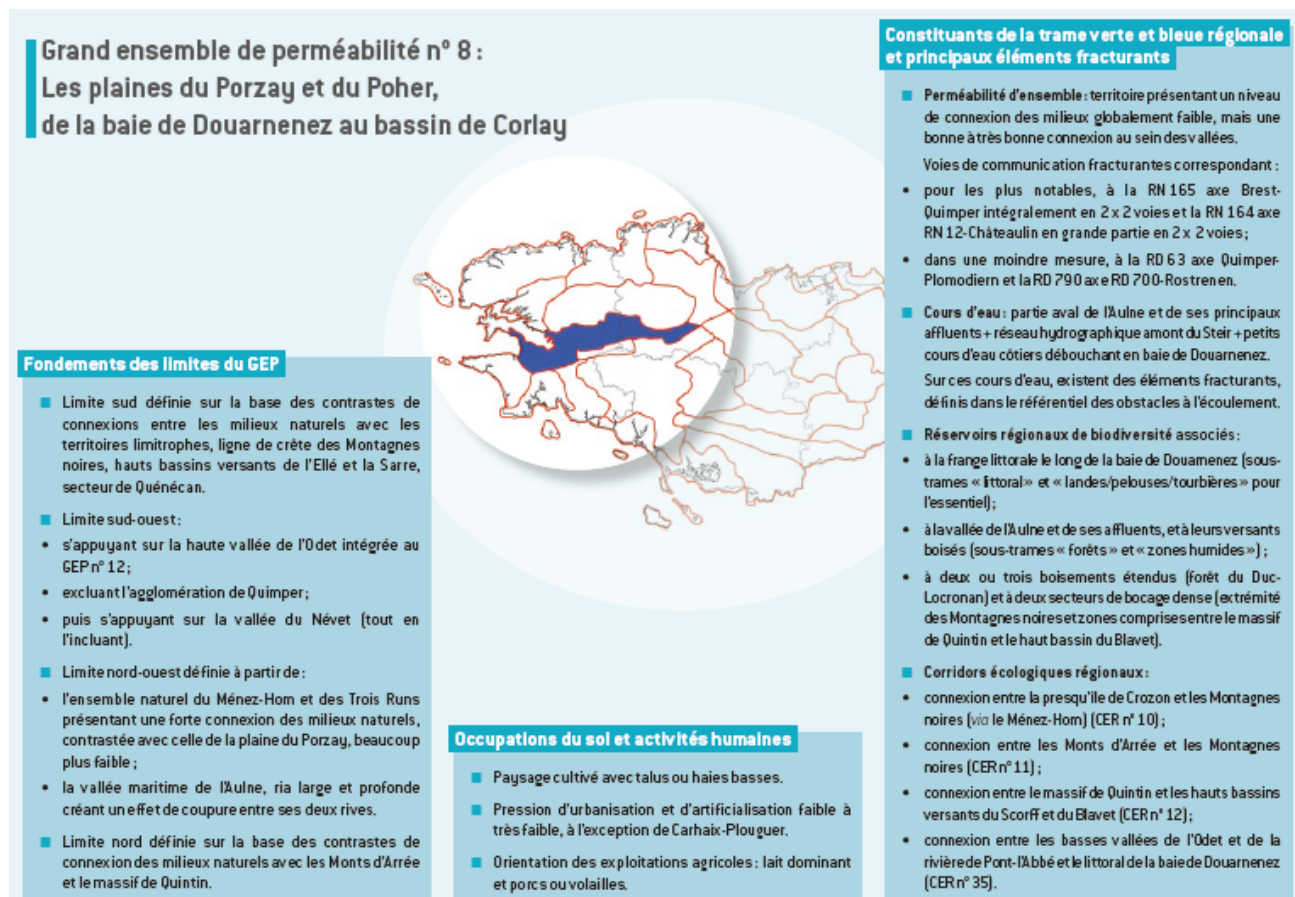 Grand ensemble de perméabilité n° 8 :
Les plaines du Porzay et du Poher,
de la baie de Douarnenez au bassin de Corlay
Fondements des limites du GEP
■ Limite sud définie sur la base des contrastes de
connexions entre les milieux naturels avec les
territoires limitrophes, ligne de crête des Montagnes
noires, hauts bassins versants de l'Ellé et la Sarre,
secteur de Quénécan.
■ Limite sud-ouest :
• s'appuyant sur la haute vallée de l'Odet intégrée au
GEP n° 12 ;
• excluant l'agglomération de Quimper ;
• puis s'appuyant sur la vallée du Névet (tout en
l'incluant).
■ Limite nord-ouest définie à partir de :
• l'ensemble naturel du Ménez-Hom et des Trois Runs
présentant une forte connexion des milieux naturels,
contrastée avec celle de la plaine du Porzay, beaucoup
plus faible ;
• la vallée maritime de l'Aulne, ria large et profonde
créant un effet de coupure entre ses deux rives.
■ Limite nord définie sur la base des contrastes de
connexion des milieux naturels avec les Monts d'Arrée
et le massif de Quintin.
Occupations du sol et activités humaines
■ Paysage cultivé avec talus ou haies basses.
■ Pression d'urbanisation et d'artificialisation faible à
très faible, à l'exception de Carhaix-Plouguer.
■ Orientation des exploitations agricoles : lait dominant
et porcs ou volailles.
Constituants de la trame verte et bleue régionale
et principaux éléments fracturants
■ Perméabilité d'ensemble : territoire présentant un niveau
de connexion des milieux globalement faible, mais une
bonne à très bonne connexion au sein des vallées.
Voies de communication fracturantes correspondant :
• pour les plus notables, à la RN 165 axe Brest-
Quimper intégralement en 2 x 2 voies et la RN 164 axe
RN 12-Châteaulin en grande partie en 2 x 2 voies ;
• dans une moindre mesure, à la RD 63 axe Quimper-
Plomodiern et la RD 790 axe RD 700-Rostrenen.
■ Cours d'eau : partie aval de l'Aulne et de ses principaux
affluents + réseau hydrographique amont du Steir + petits
cours d'eau côtiers débouchant en baie de Douarnenez.
Sur ces cours d'eau, existent des éléments fracturants,
définis dans le référentiel des obstacles à l'écoulement.
■ Réservoirs régionaux de biodiversité associés :
• à la frange littorale le long de la baie de Douarnenez (sous-
trames « littoral » et « landes/pelouses/tourbières » pour
l'essentiel) ;
• à la vallée de l'Aulne et de ses affluents, et à leurs versants
boisés (sous-trames « forêts » et « zones humides ») ;
• à deux ou trois boisements étendus (forêt du Duc-
Locronan) et à deux secteurs de bocage dense (extrémité
des Montagnes noires et zones comprises entre le massif
de Quintin et le haut bassin du Blavet).
■ Corridors écologiques régionaux :
• connexion entre la presqu'île de Crozon et les Montagnes
noires (via le Ménez-Hom) (CER n° 10) ;
• connexion entre les Monts d'Arrée et les Montagnes
noires (CER n° 11) ;
• connexion entre le massif de Quintin et les hauts bassins
versants du Scorff et du Blavet (CER n° 12) ;
• connexion entre les basses vallées de l'Odet et de la
rivière de Pont-l'Abbé et le littoral de la baie de Douarnenez
(CER n° 35).